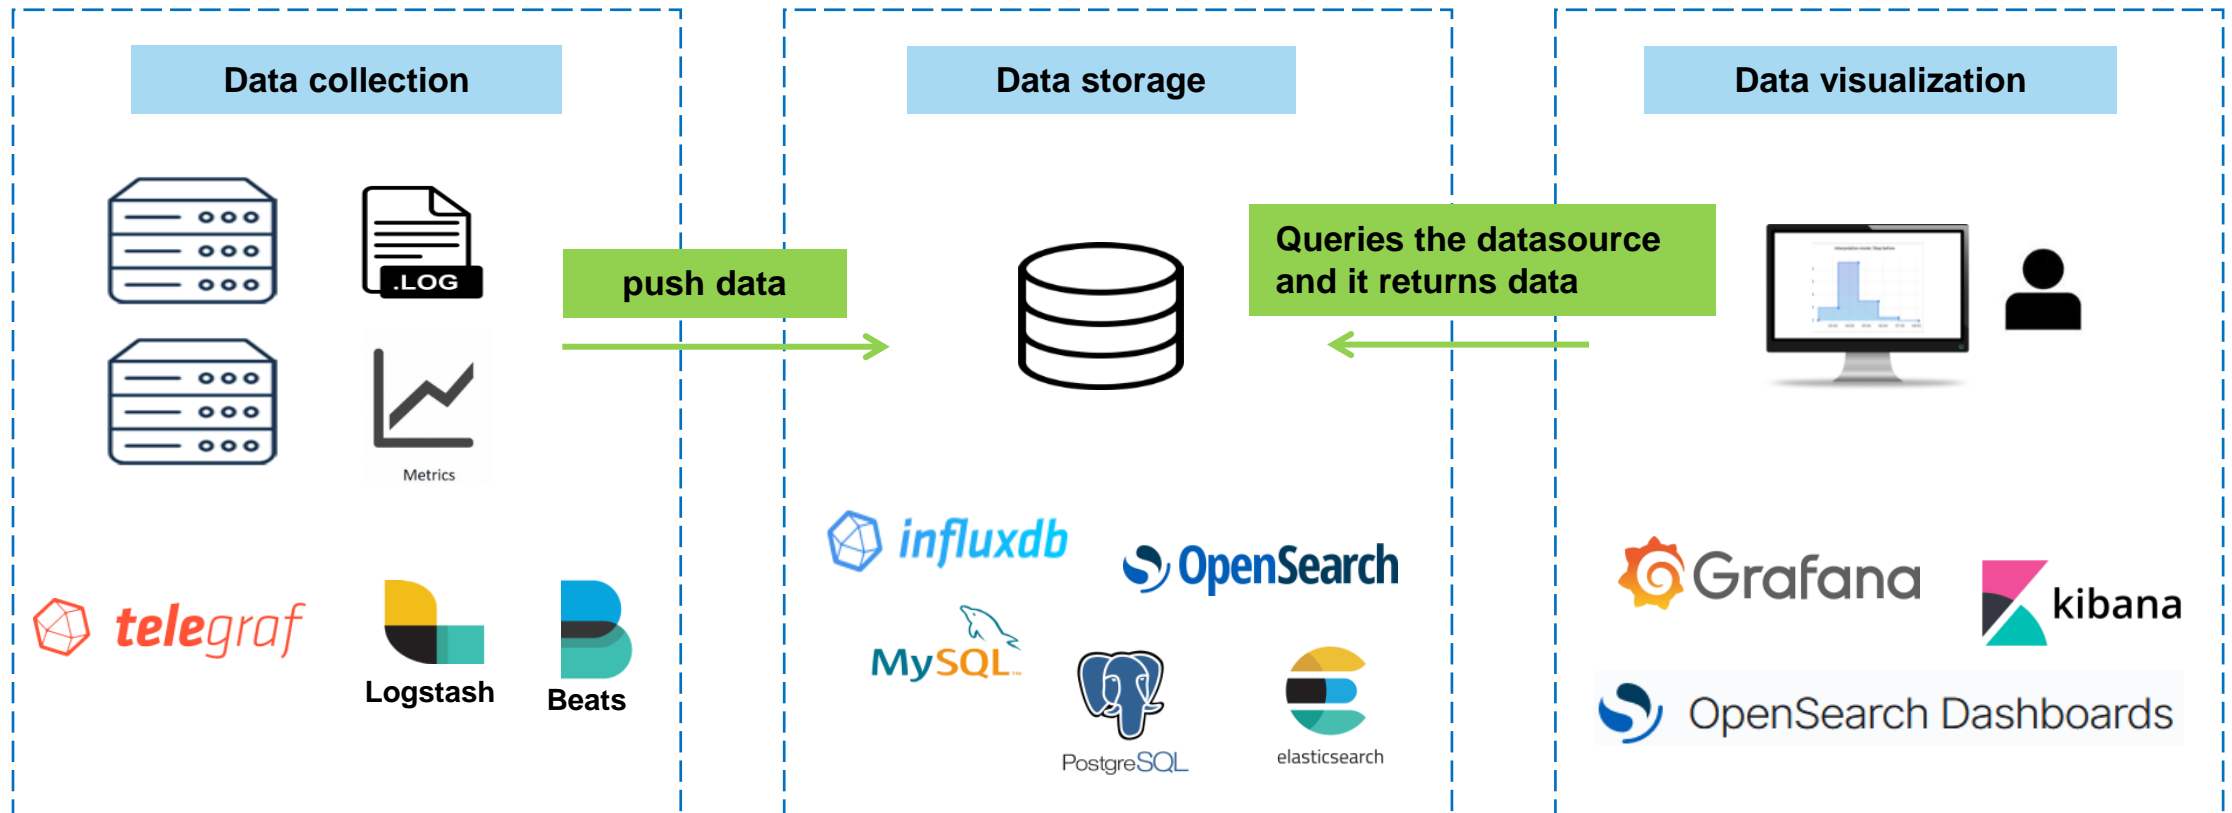 Data collection
.LOG
Metrics
telegraf
Logstash
Beats
push data
Data storage
influxdb
OpenSearch
MySQL
PostgreSQL
elasticsearch
Queries the datasource
and it returns data
Data visualization
Grafana
kibana
OpenSearch Dashboards